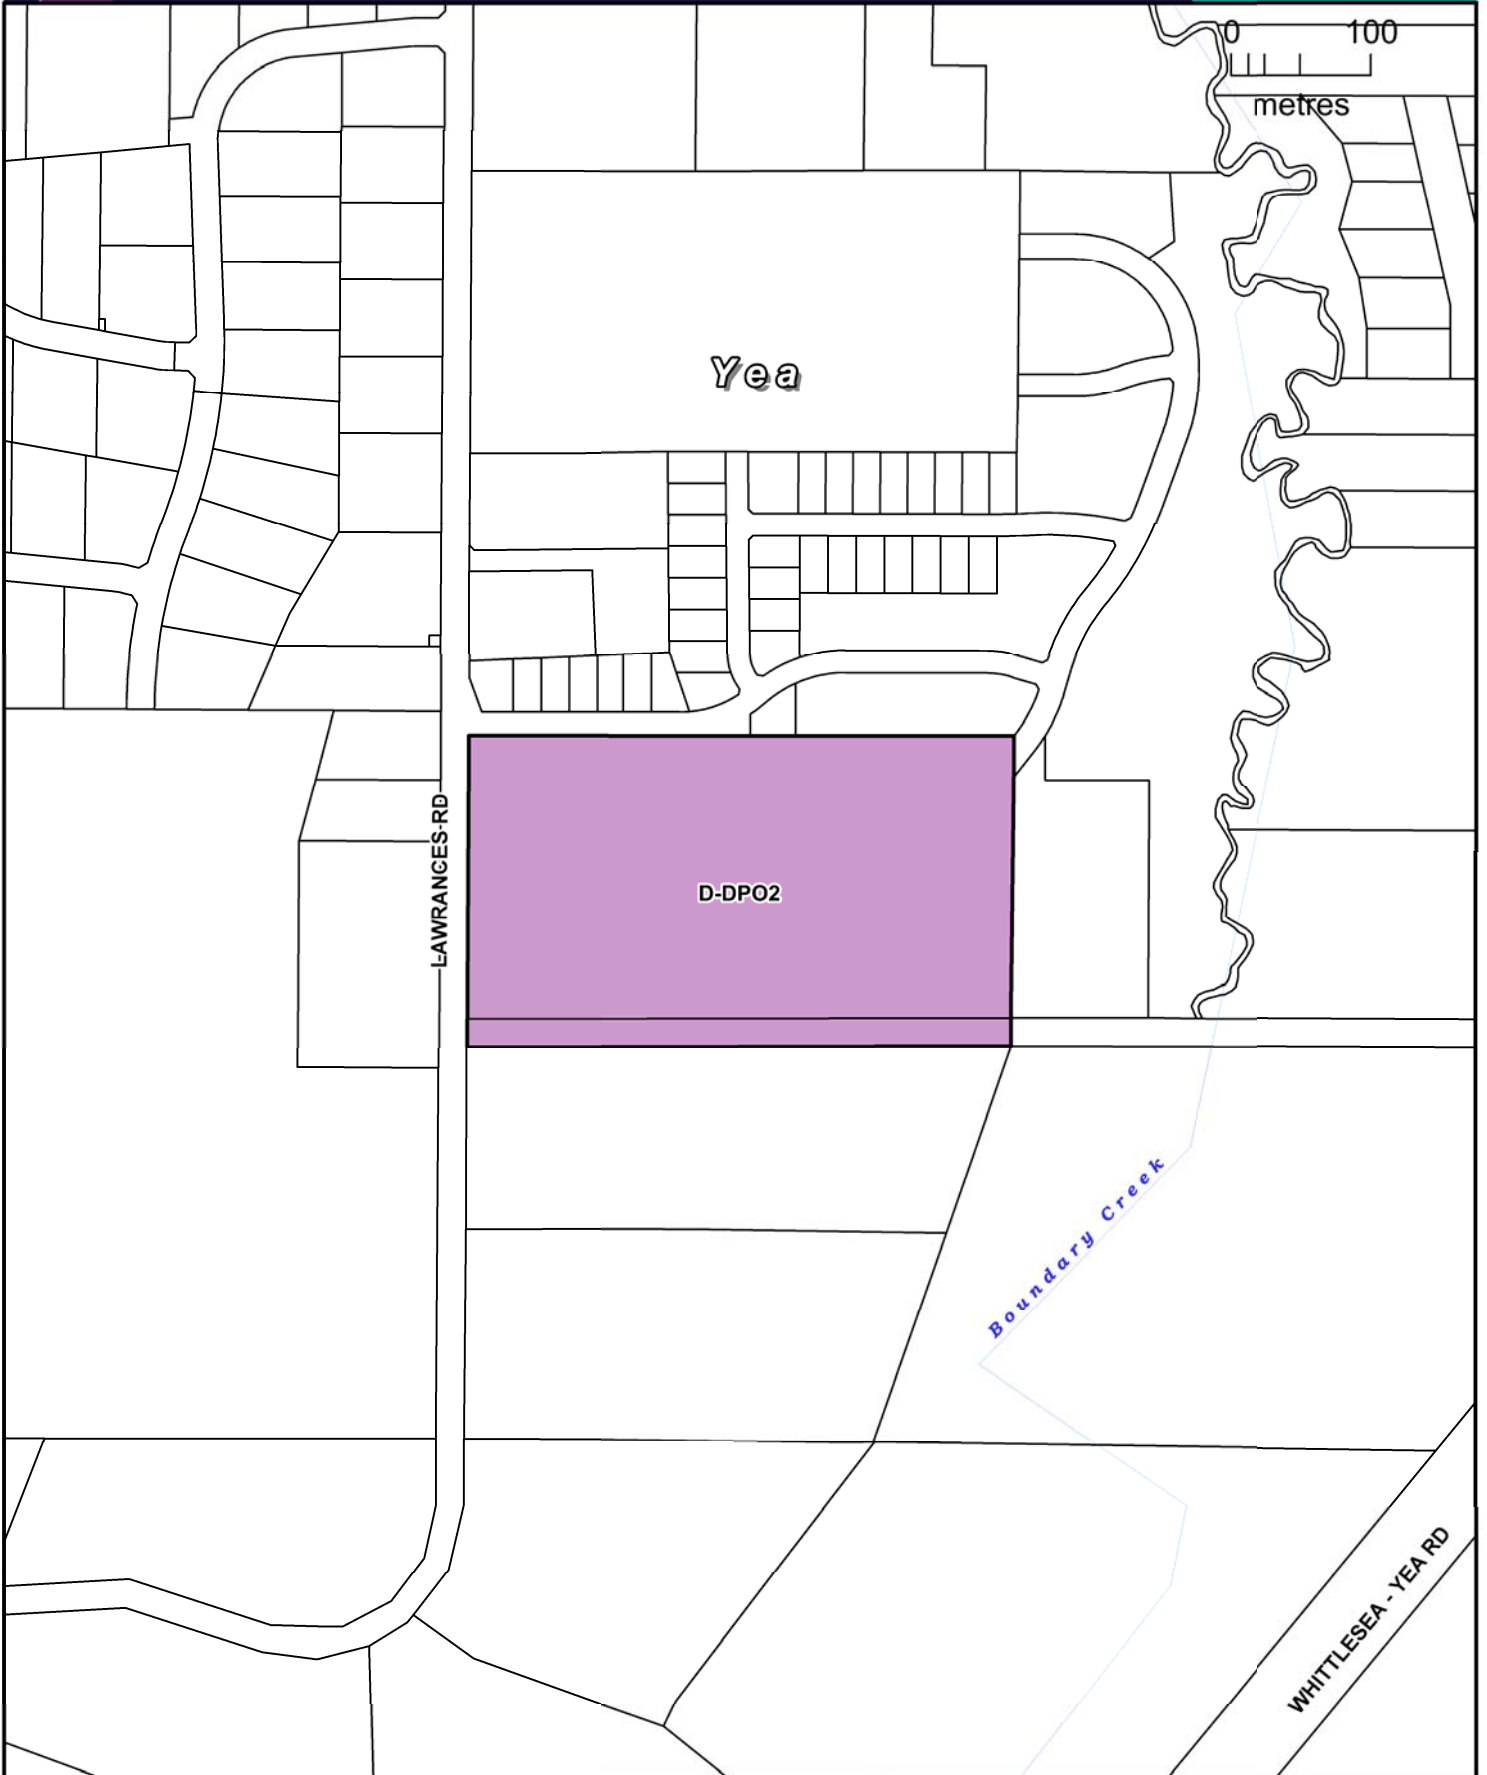 0 100
metres
Yea
LAWRANCES-RD
D-DPO2
Boundary Creek
WHITTLESEA - YEA RD